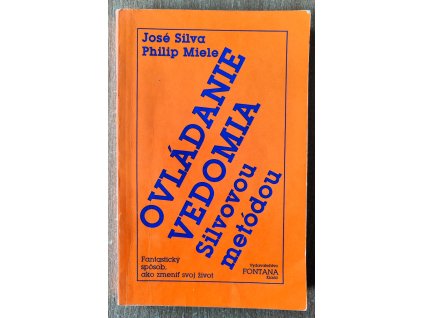 José Silva
Philip Miele
OVLÁDANIE
VEDOMIA
Silvovou
metódou
Fantastický
spôsob,
ako zmeniť svoj život
Vydavateľstvo
FONTANA